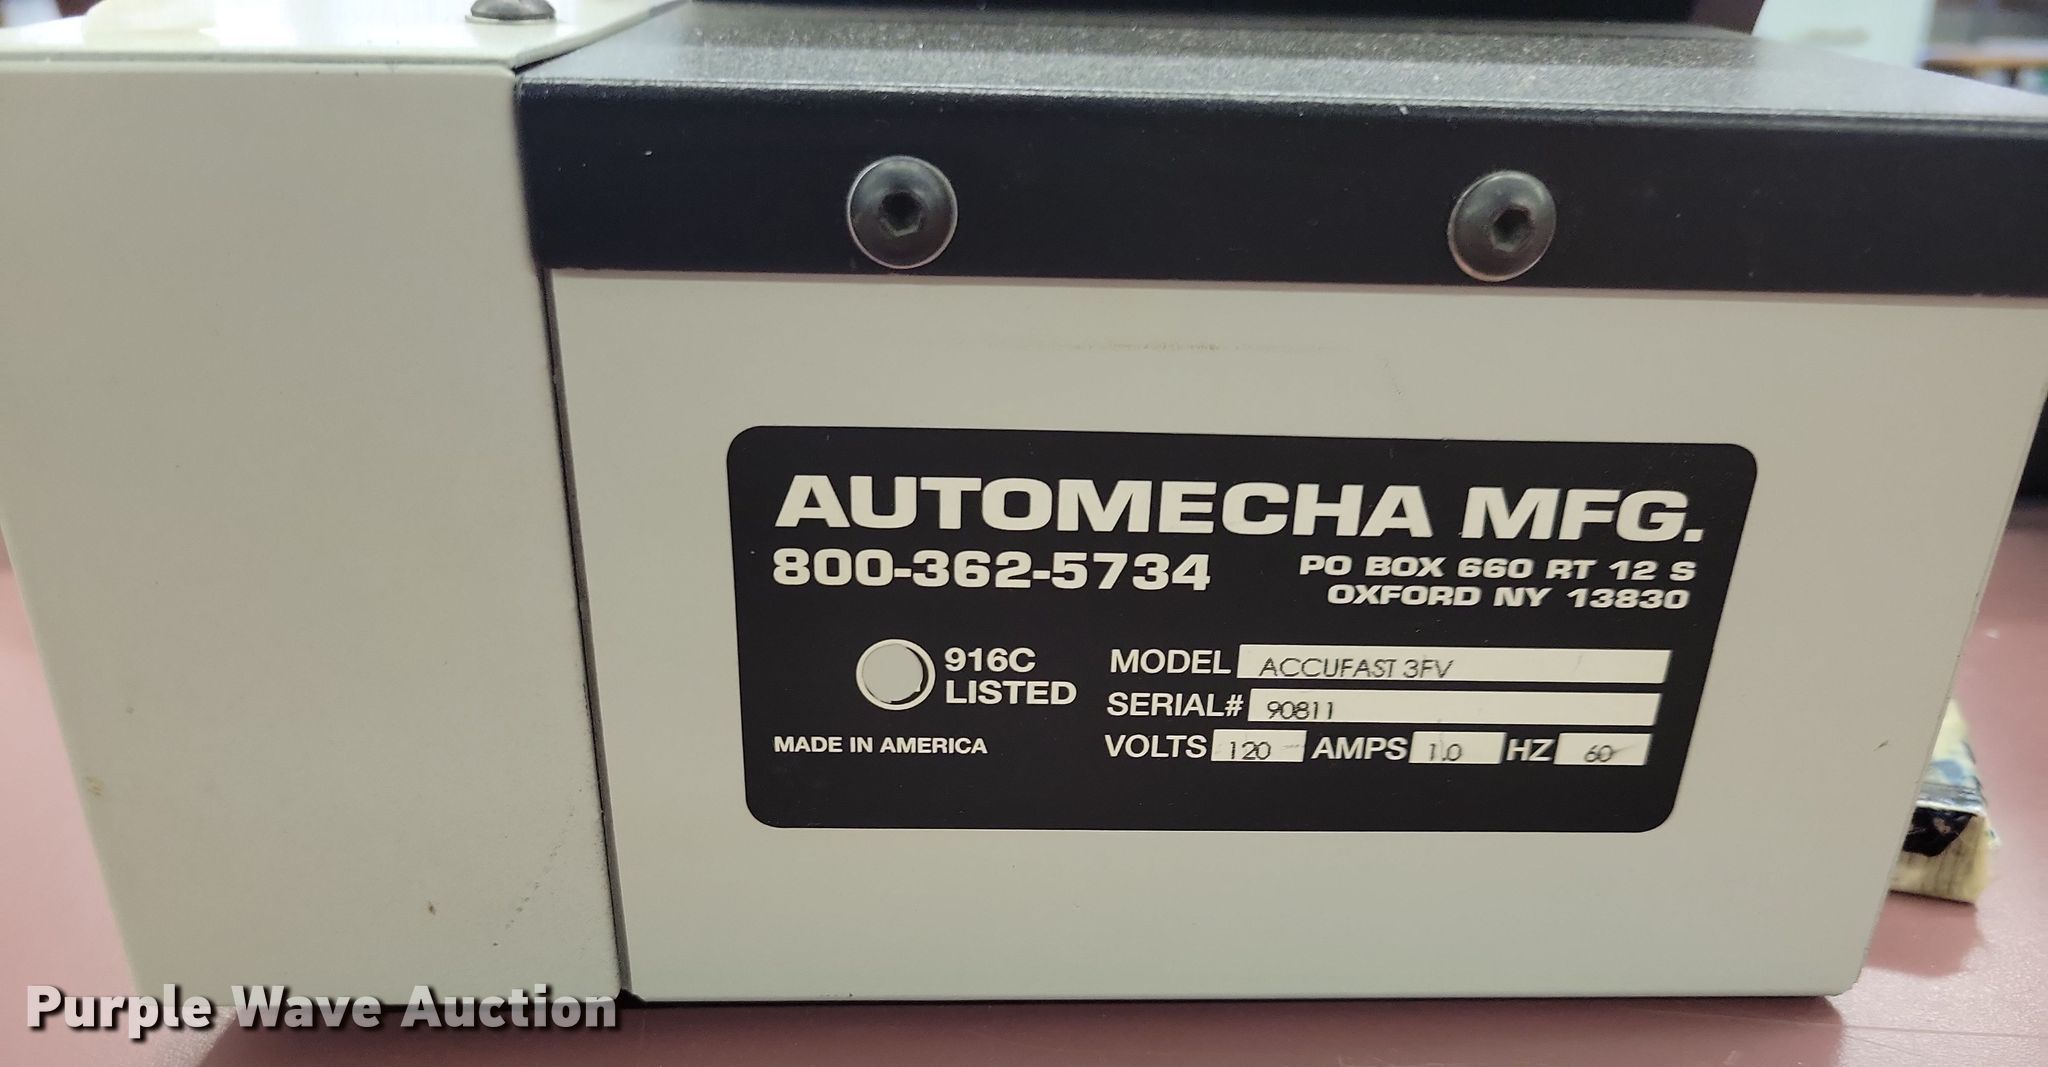 AUTOMECHA MFG.
800-362-5734
PO BOX 660 RT 12 S
OXFORD NY 13830
916C
LISTED
MODEL ACCUFAST 3FV
SERIAL# 90811
MADE IN AMERICA
VOLTS 120 AMPS 1.0 HZ 60
Purple Wave Auction